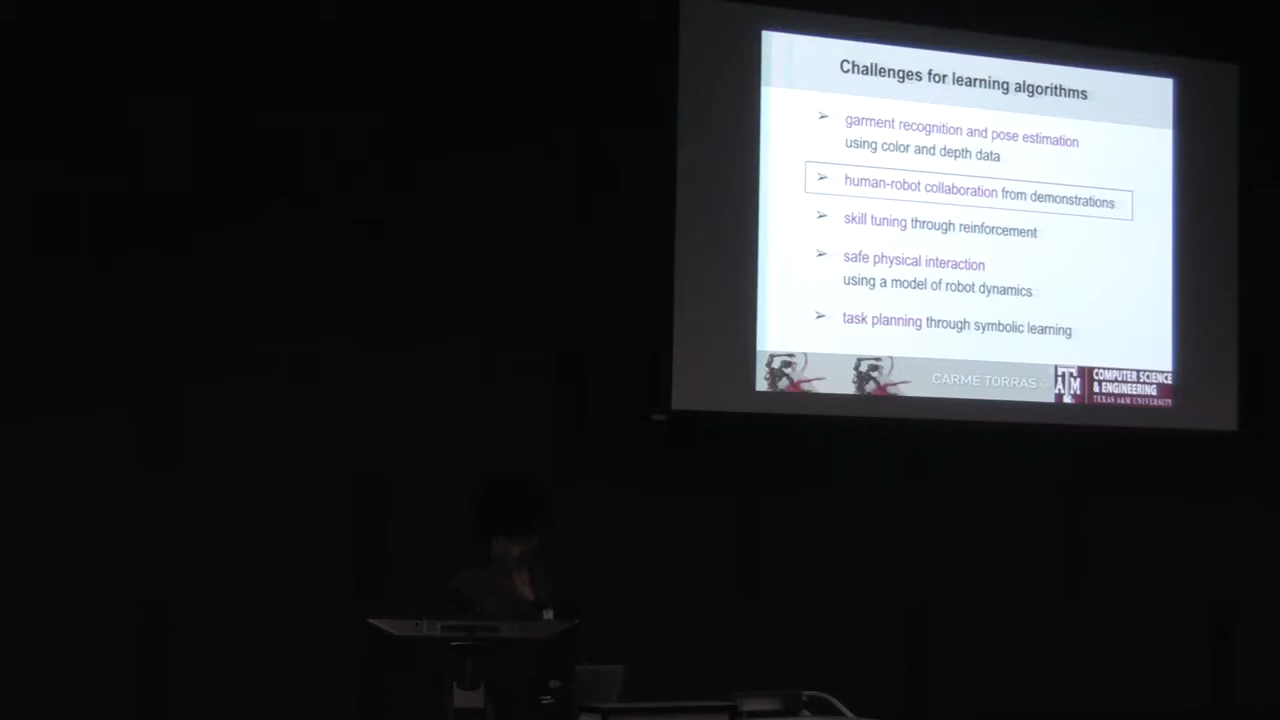 Challenges for learning algorithms
➢ garment recognition and pose estimation
using color and depth data
➢ human-robot collaboration from demonstrations
➢ skill tuning through reinforcement
➢ safe physical interaction
using a model of robot dynamics
➢ task planning through symbolic learning
CARME TORRAS @
ATM
COMPUTER SCIENCE
& ENGINEERING
TEXAS A&M UNIVERSITY